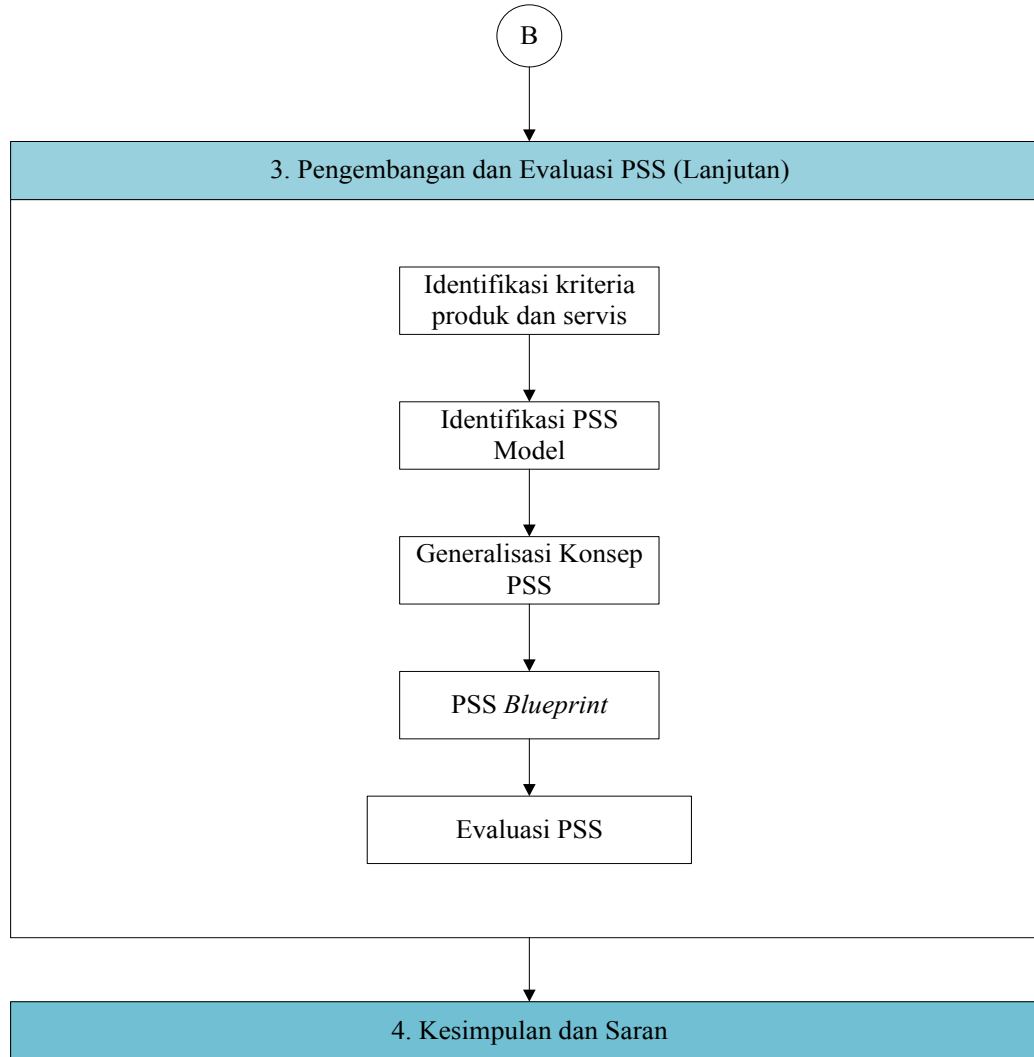 B
3. Pengembangan dan Evaluasi PSS (Lanjutan)
Identifikasi kriteria
produk dan servis
Identifikasi PSS
Model
Generalisasi Konsep
PSS
PSS Blueprint
Evaluasi PSS
4. Kesimpulan dan Saran